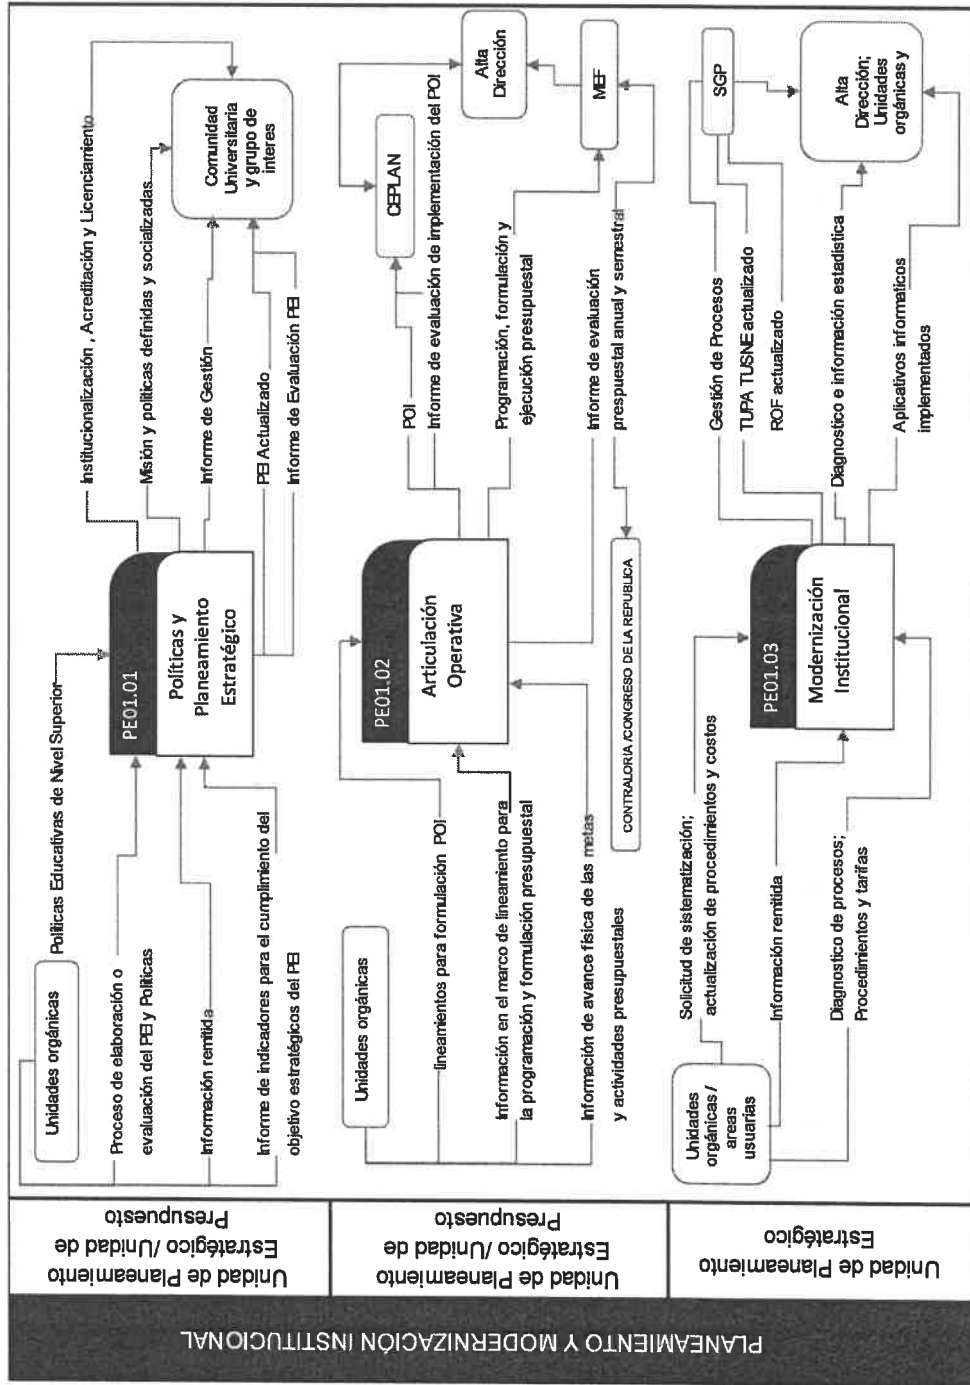 PLANEAMIENTO Y MODERNIZACIÓN INSTITUCIONAL
Unidad de Planeamiento
Estratégico /Unidad de
Presupuesto
Unidades orgánicas
Políticas Educativas de Nivel Superior
Proceso de elaboración o
evaluación del PEI y Políticas
Información remitida
Informe de indicadores para el cumplimiento del
objetivo estratégicos del PEI
PE01.01
Políticas y
Planeamiento
Estratégico
Institucionalización , Acreditación y Licenciamiento
Misión y políticas definidas y socializadas
Informe de Gestión
PEI Actualizado
Informe de Evaluación PEI
Comunidad
Universitaria
y grupo de
interes
Unidad de Planeamiento
Estratégico /Unidad de
Presupuesto
Unidades orgánicas
lineamientos para formulación POI
Información en el marco de lineamiento para
la programación y formulación presupuestal
Información de avance física de las metas
y actividades presupuestales
PE01.02
Articulación
Operativa
POI
Informe de evaluación de implementación del POI
Programación, formulación y
ejecución presupuestal
Informe de evaluación
prespuestal anual y semestral
CONTRALORIA /CONGRESO DE LA REPUBLICA
CEPLAN
Alta
Dirección
MEF
Unidad de Planeamiento
Estratégico
Unidades
orgánicas /
areas
usuarias
Solicitud de sistematización;
actualización de procedimientos y costos
Información remitida
Diagnostico de procesos;
Procedimientos y tarifas
PE01.03
Modernización
Institucional
Gestión de Procesos
TUPA TUSNE actualizado
ROF actualizado
Diagnostico e información estadistica
Aplicativos informaticos
implementados
SGP
Alta
Dirección;
Unidades
orgánicas y